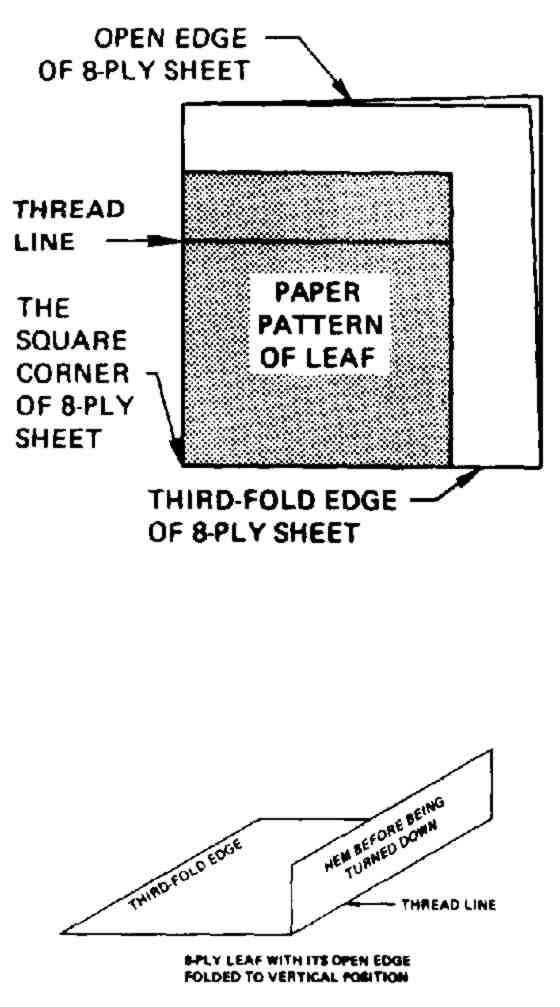 OPEN EDGE
OF 8-PLY SHEET
THREAD
LINE
PAPER
PATTERN
OF LEAF
THE
SQUARE
CORNER
OF 8-PLY
SHEET
THIRD-FOLD EDGE
OF 8-PLY SHEET
THIRD-FOLD EDGE
HEM BEFORE BEING
TURNED DOWN
THREAD LINE
8-PLY LEAF WITH ITS OPEN EDGE
FOLDED TO VERTICAL POSITION